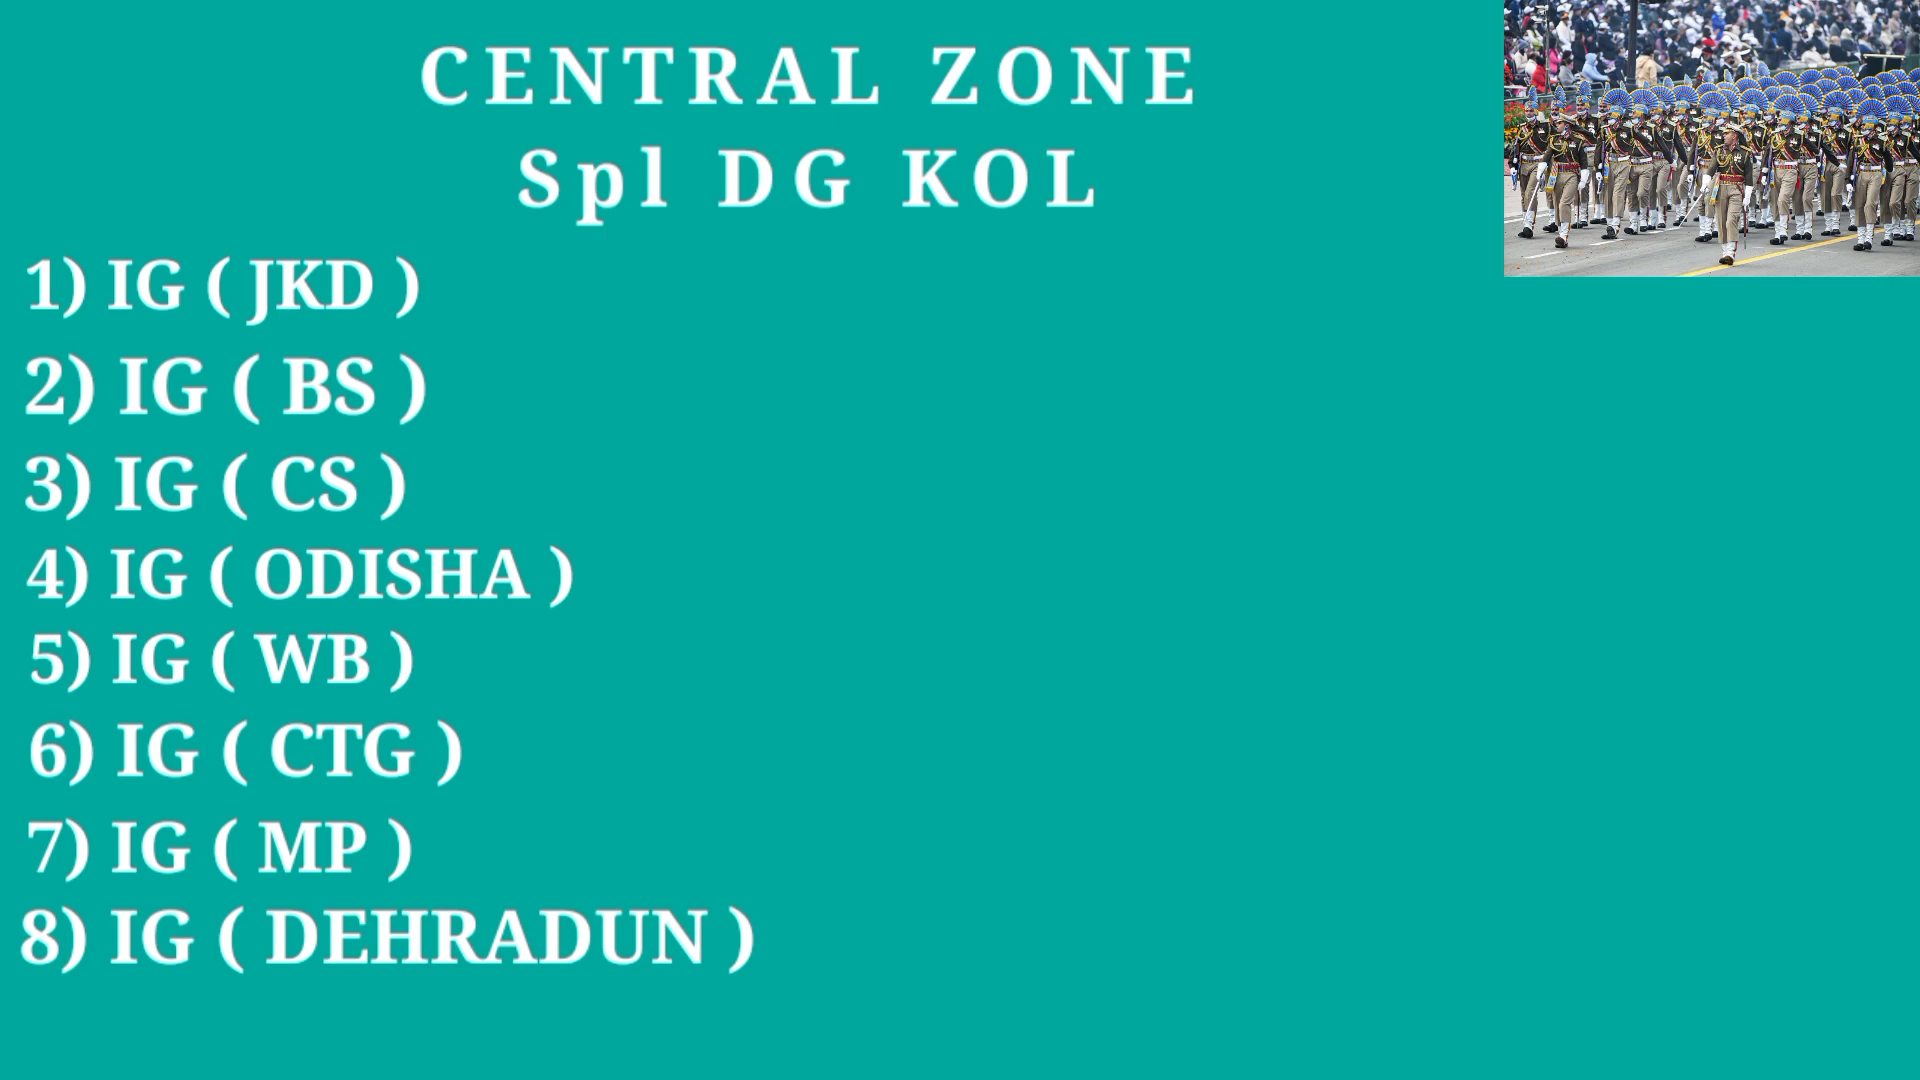 CENTRAL ZONE
Spl DG KOL
1) IG ( JKD )
2) IG ( BS )
3) IG ( CS )
4) IG ( ODISHA )
5) IG ( WB )
6) IG ( CTG )
7) IG ( MP )
8) IG ( DEHRADUN )